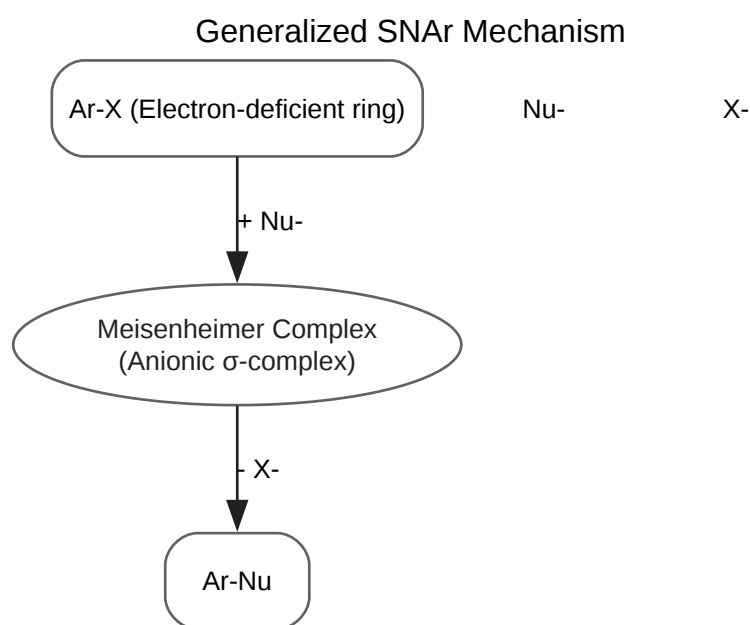 Generalized SNAr Mechanism
Ar-X (Electron-deficient ring)
Nu-
X-
+ Nu-
Meisenheimer Complex
(Anionic σ-complex)
- X-
Ar-Nu